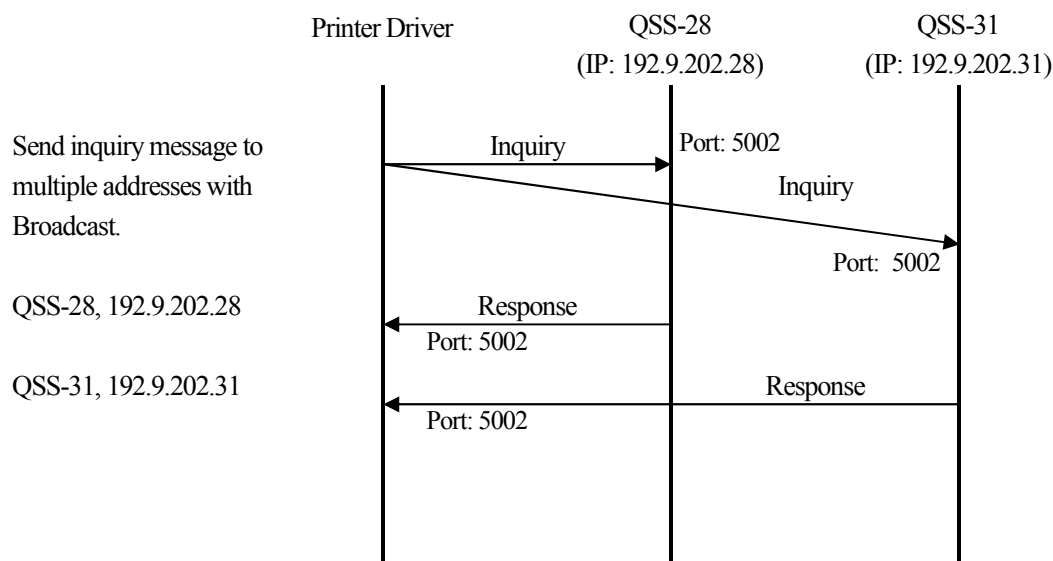 Printer Driver
QSS-28
(IP: 192.9.202.28)
QSS-31
(IP: 192.9.202.31)
Send inquiry message to
multiple addresses with
Broadcast.
Inquiry
Port: 5002
Inquiry
Port: 5002
QSS-28, 192.9.202.28
Response
Port: 5002
QSS-31, 192.9.202.31
Response
Port: 5002